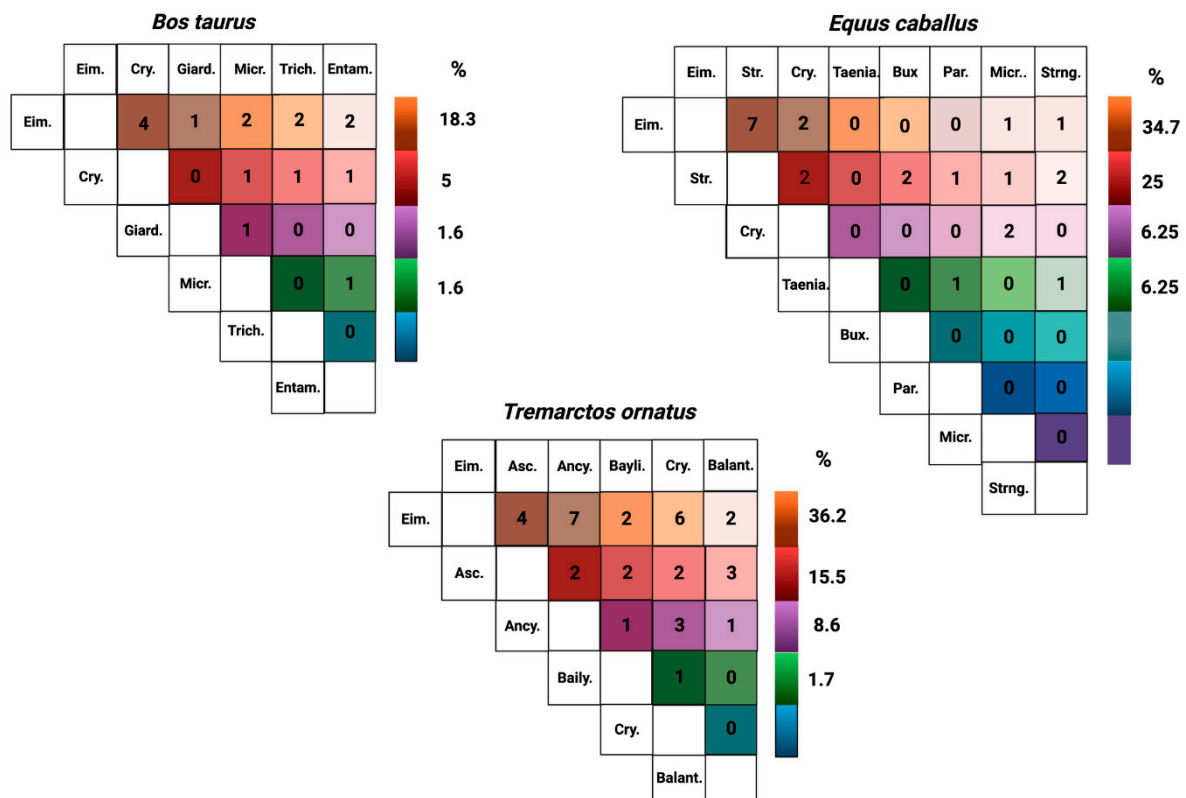 Bos taurus
Eim. Cry. Giard. Micr. Trich. Entam. %
Eim. 4 1 2 2 2 18.3
Cry. 0 1 1 1 5
Giard. 1 0 0 1.6
Micr. 0 1 1.6
Trich. 0
Entam.
Equus caballus
Eim. Str. Cry. Taenia. Bux Par. Micr.. Strng. %
Eim. 7 2 0 0 0 1 1 34.7
Str. 2 0 2 1 1 2 25
Cry. 0 0 0 2 0 6.25
Taenia. 0 1 0 1 6.25
Bux. 0 0 0
Par. 0 0
Micr. 0
Strng.
Tremarctos ornatus
Eim. Asc. Ancy. Bayli. Cry. Balant. %
Eim. 4 7 2 6 2 36.2
Asc. 2 2 2 3 15.5
Ancy. 1 3 1 8.6
Baily. 1 0 1.7
Cry. 0
Balant.